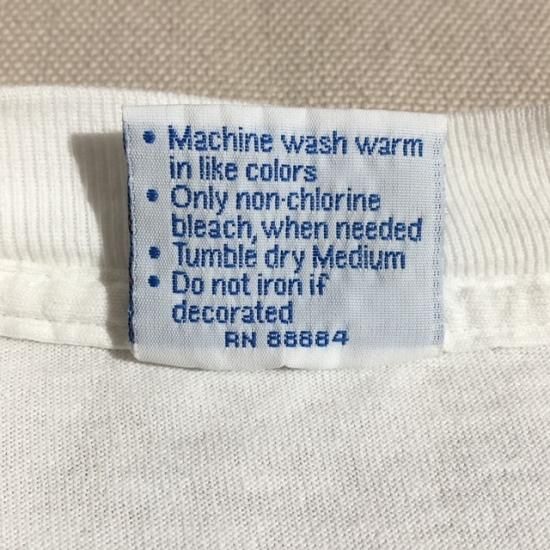 • Machine wash warm
in like colors
• Only non-chlorine
bleach, when needed
• Tumble dry Medium
• Do not iron if
decorated
RN 88884